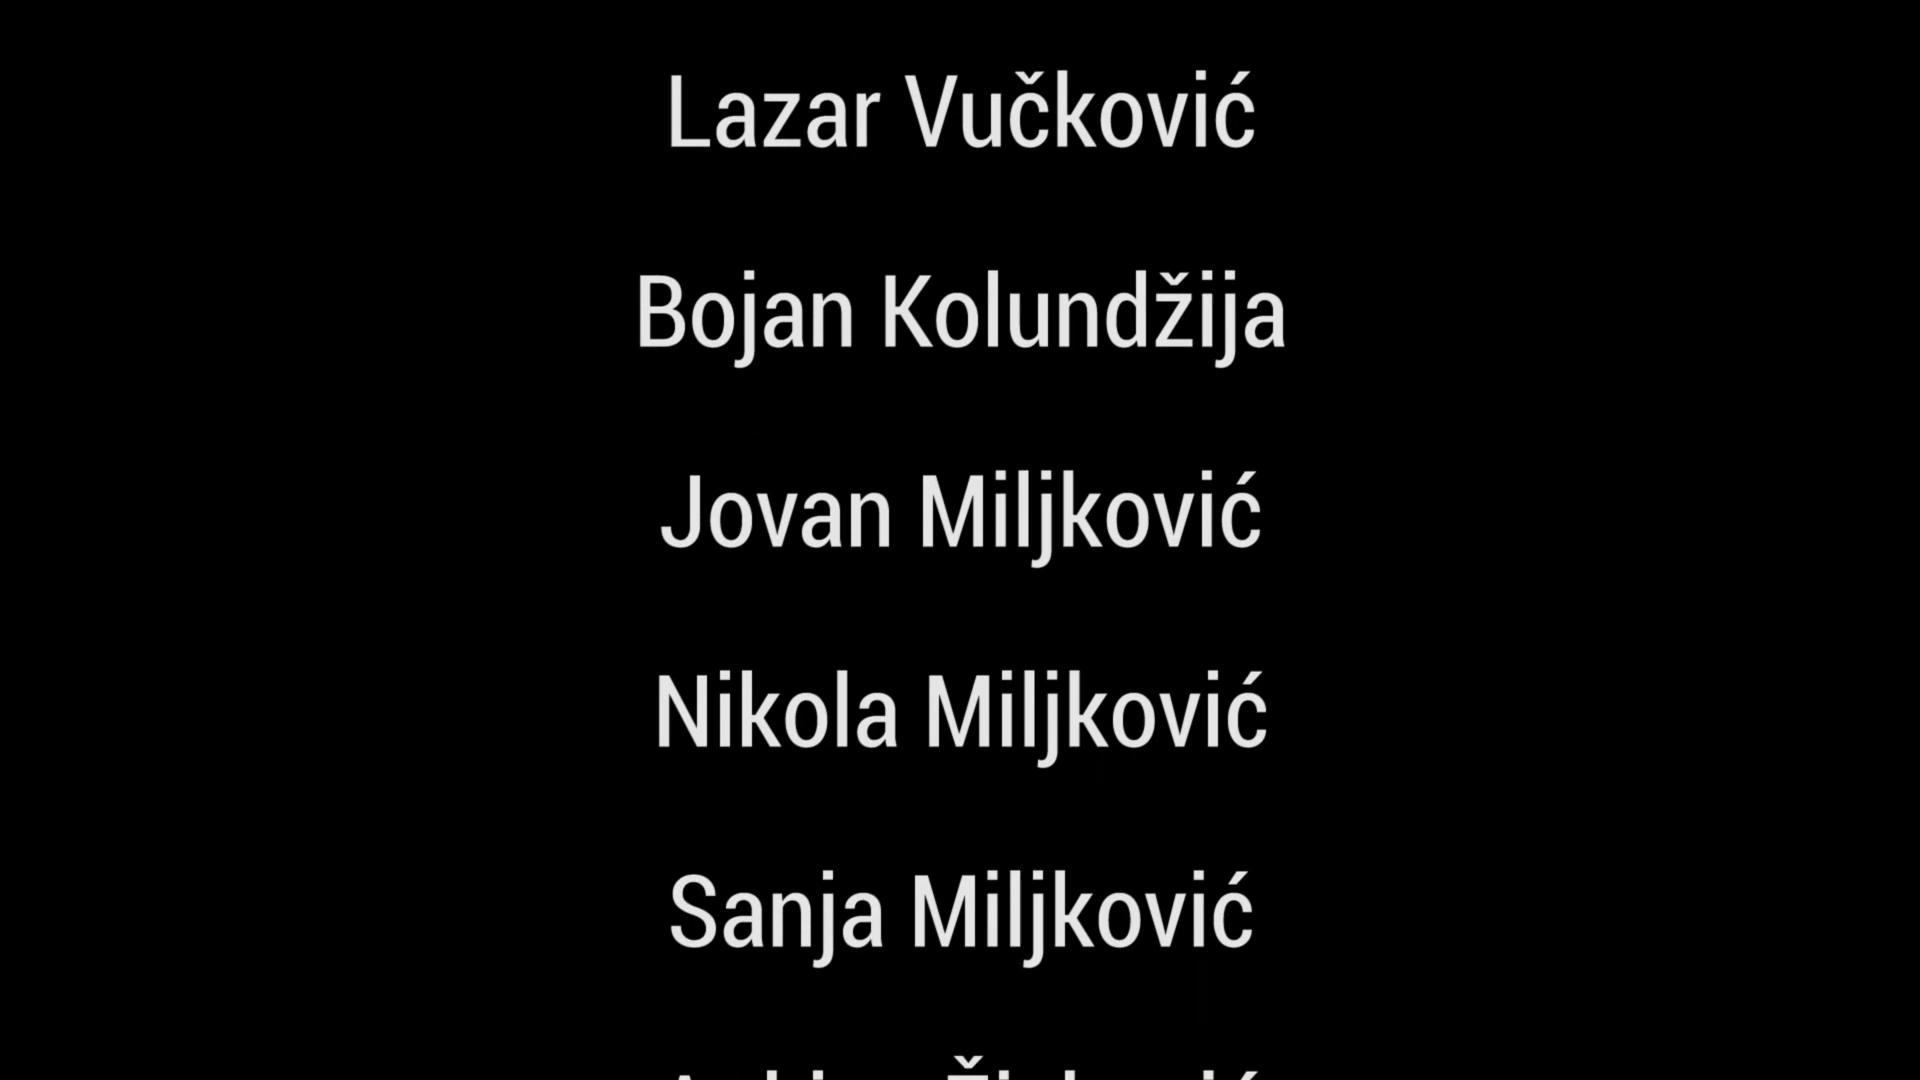 Lazar Vučković
Bojan Kolundžija
Jovan Miljković
Nikola Miljković
Sanja Miljković